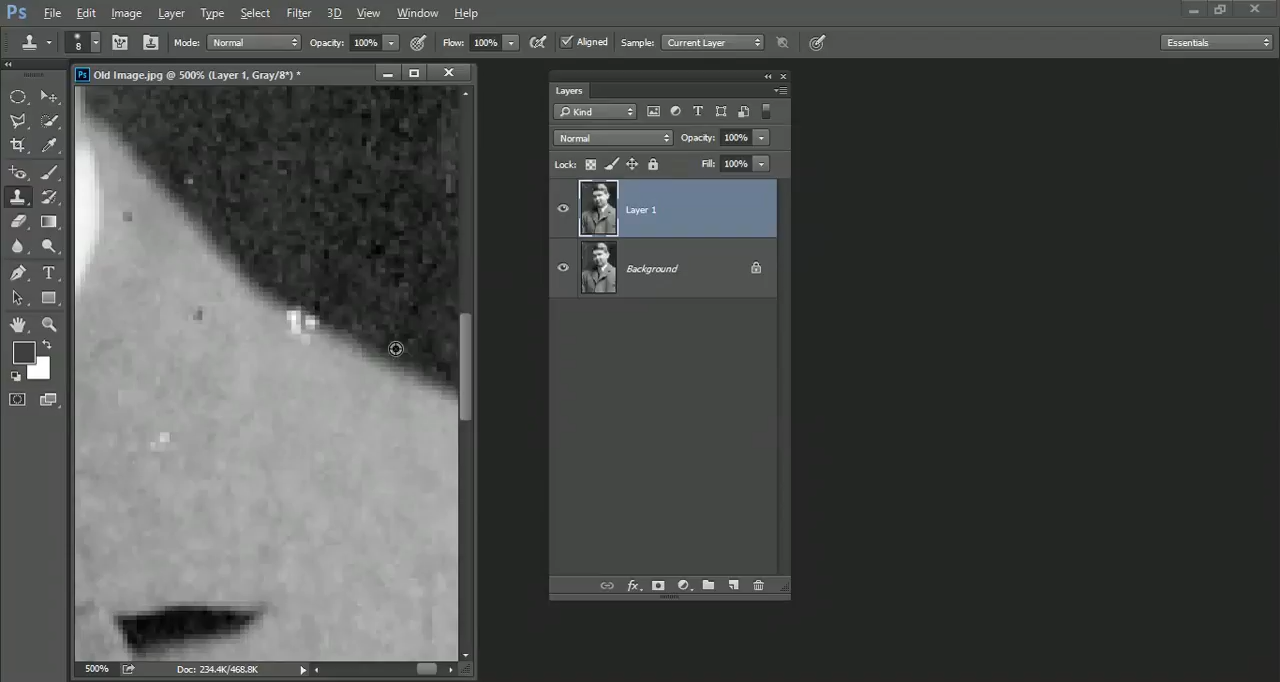 Ps File Edit Image Layer Type Select Filter 3D View Window Help
8 Mode: Normal Opacity: 100% Flow: 100% Aligned Sample: Current Layer Essentials
Ps Old Image.jpg @ 500% (Layer 1, Gray/8*) *
Layers
Kind T
Normal Opacity: 100%
Lock: Fill: 100%
Layer 1
Background
T
fx
500% Doc: 234.4K/468.8K